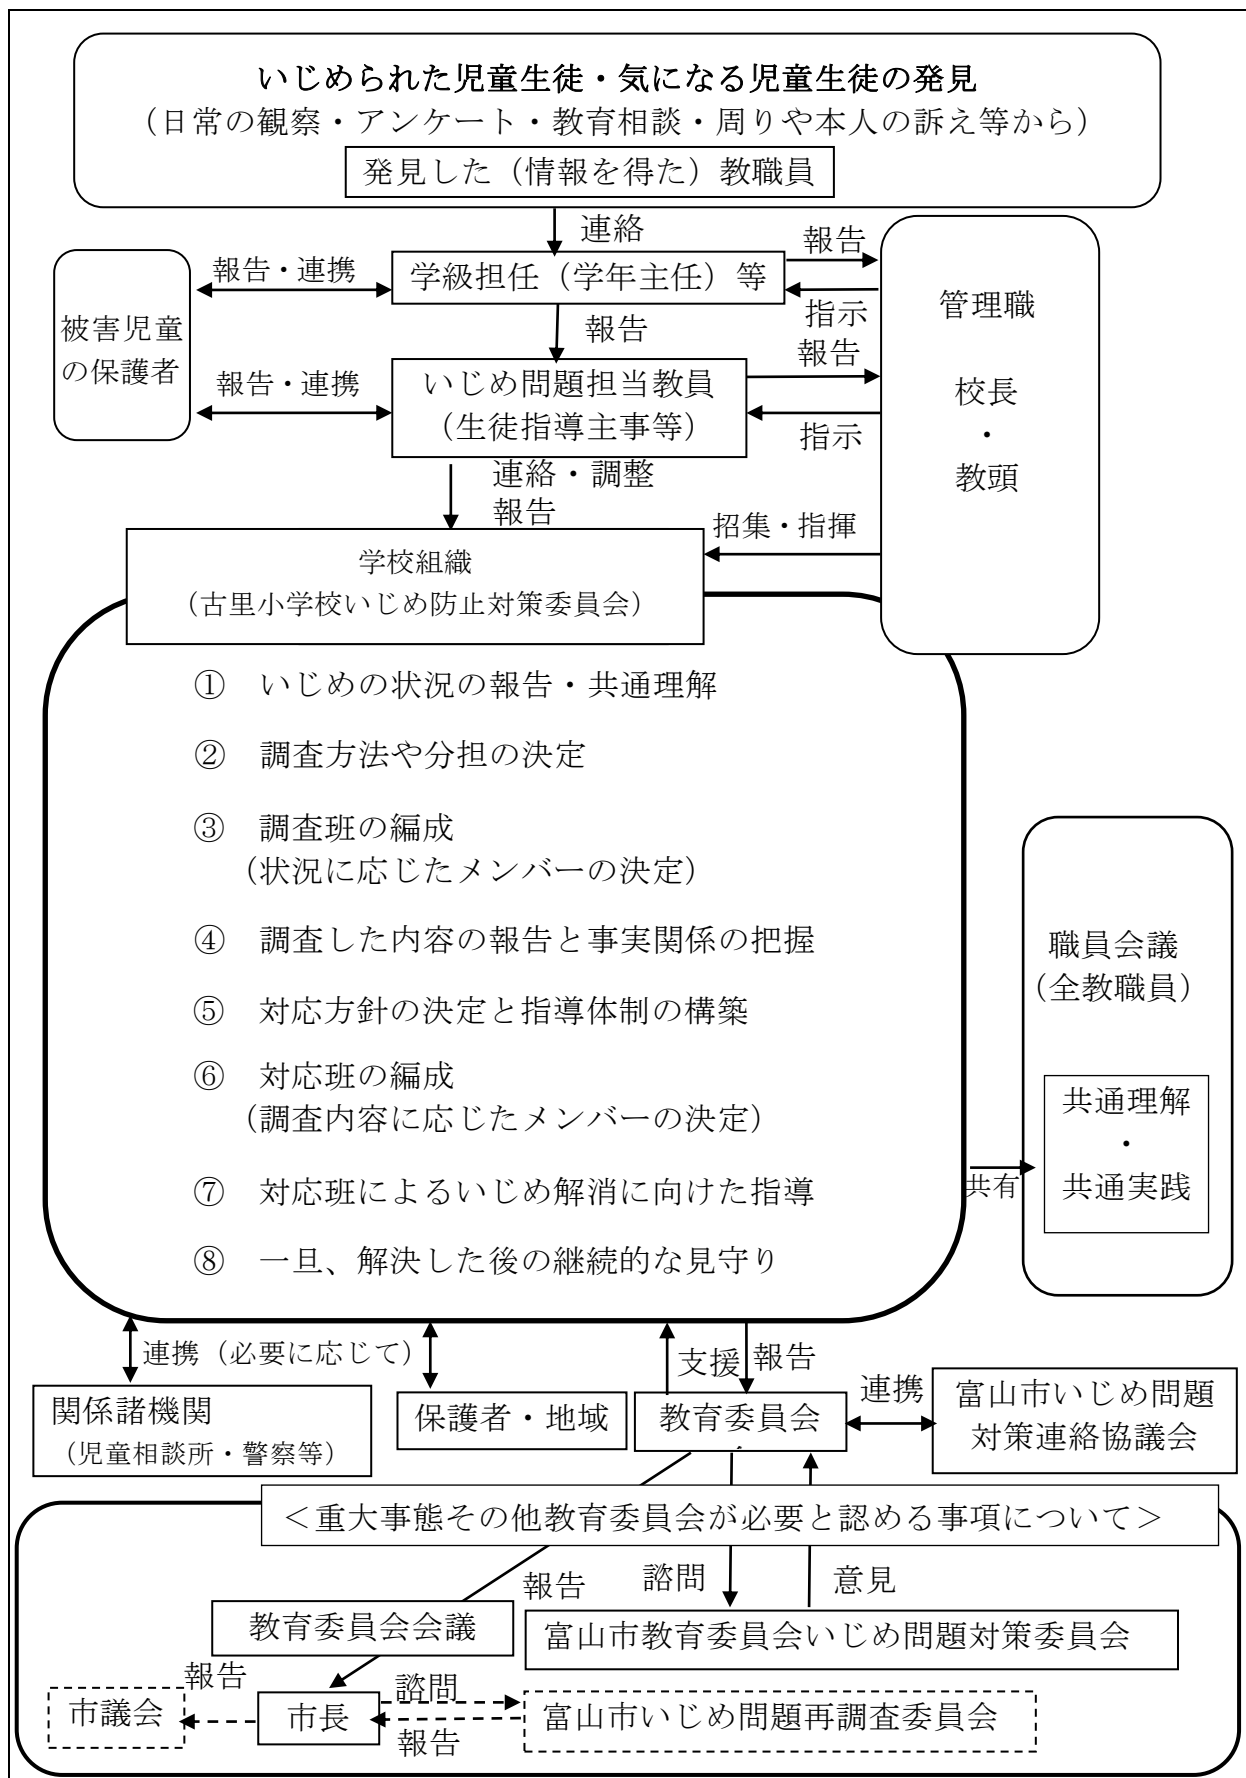 いじめられた児童生徒・気になる児童生徒の発見
（日常の観察・アンケート・教育相談・周りや本人の訴え等から）
発見した（情報を得た）教職員
連絡
報告
報告・連携
学級担任（学年主任）等
指示
管理職
被害児童
の保護者
報告
報告
報告・連携
いじめ問題担当教員
（生徒指導主事等）
指示
校長
・
教頭
連絡・調整
報告
招集・指揮
学校組織
（古里小学校いじめ防止対策委員会）
①　いじめの状況の報告・共通理解
②　調査方法や分担の決定
③　調査班の編成
（状況に応じたメンバーの決定）
④　調査した内容の報告と事実関係の把握
⑤　対応方針の決定と指導体制の構築
⑥　対応班の編成
（調査内容に応じたメンバーの決定）
⑦　対応班によるいじめ解消に向けた指導
⑧　一旦、解決した後の継続的な見守り
職員会議
（全教職員）
共通理解
・
共通実践
共有
連携（必要に応じて）
支援
報告
関係諸機関
（児童相談所・警察等）
保護者・地域
教育委員会
連携
富山市いじめ問題
対策連絡協議会
＜重大事態その他教育委員会が必要と認める事項について＞
報告
諮問
意見
教育委員会会議
富山市教育委員会いじめ問題対策委員会
報告
諮問
市議会
市長
富山市いじめ問題再調査委員会
報告